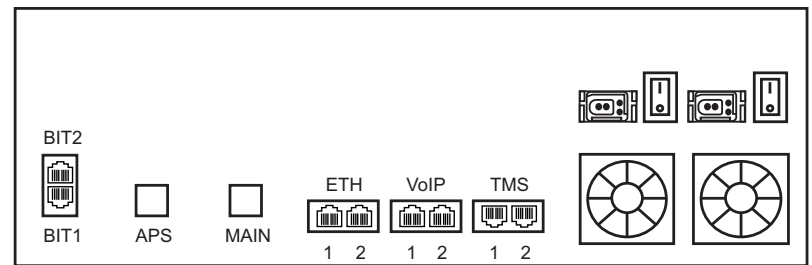 BIT2
BIT1
APS
MAIN
ETH
1 2
VoIP
1 2
TMS
1 2